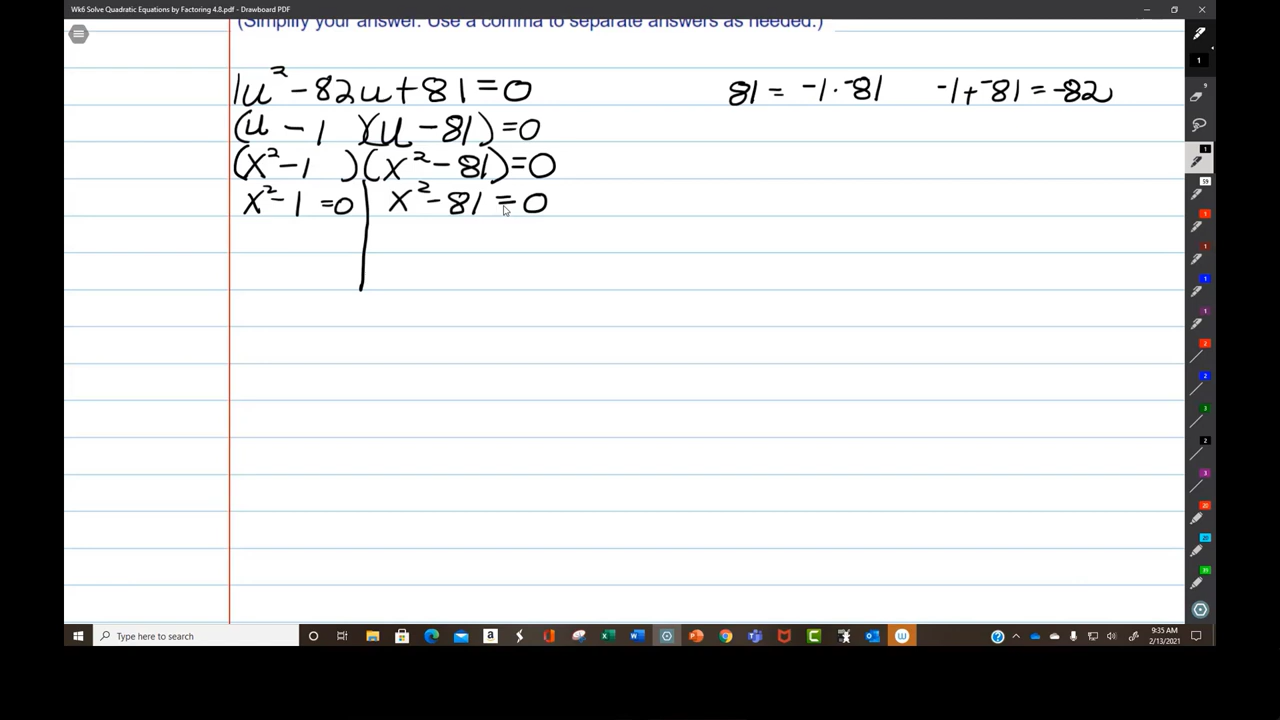 Wk6 Solve Quadratic Equations by Factoring 4.8.pdf - Drawboard PDF
(Simplify your answer. Use a comma to separate answers as needed.)
1u² - 82u + 81 = 0
81 = -1 · -81   -1 + -81 = -82
(u - 1 )(u - 81) = 0
(x² - 1 )(x² - 81) = 0
x² - 1 = 0 | x² - 81 = 0
Type here to search
9:35 AM
2/13/2021